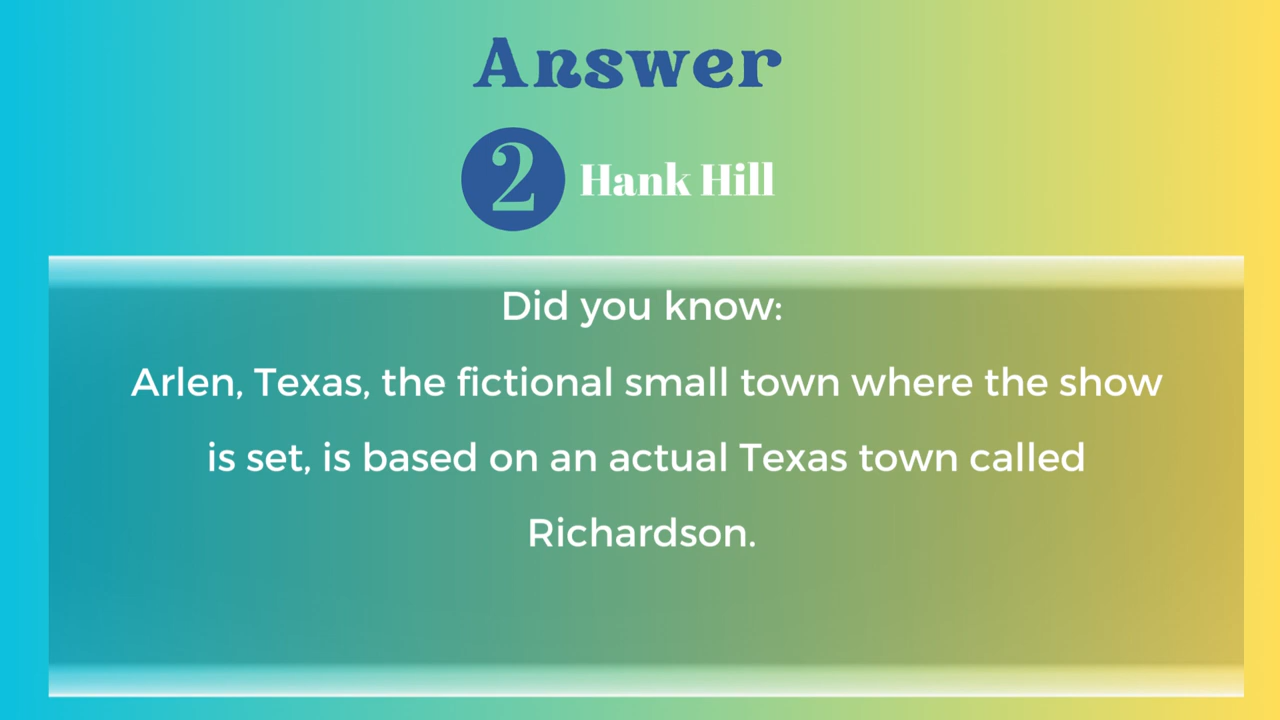 Answer
2 Hank Hill
Did you know:
Arlen, Texas, the fictional small town where the show
is set, is based on an actual Texas town called
Richardson.